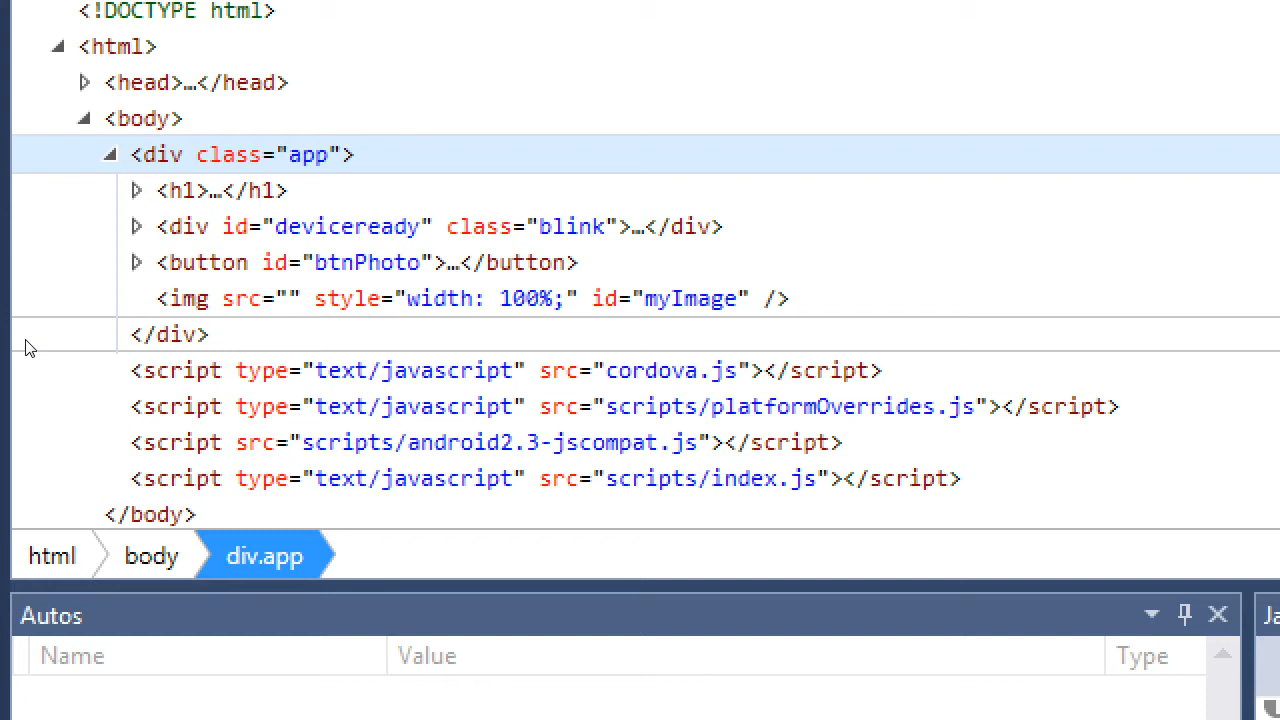 <!DOCTYPE html>
<html>
<head>…</head>
<body>
<div class="app">
<h1>…</h1>
<div id="deviceready" class="blink">…</div>
<button id="btnPhoto">…</button>
<img src="" style="width: 100%;" id="myImage" />
</div>
<script type="text/javascript" src="cordova.js"></script>
<script type="text/javascript" src="scripts/platformOverrides.js"></script>
<script src="scripts/android2.3-jscompat.js"></script>
<script type="text/javascript" src="scripts/index.js"></script>
</body>
html body div.app
Autos
Name Value Type